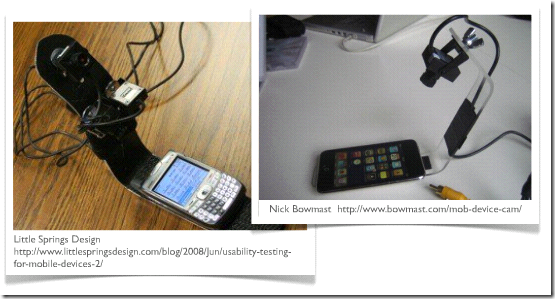 Little Springs Design
http://www.littlespringsdesign.com/blog/2008/Jun/usability-testing-
for-mobile-devices-2/
Nick Bowmast http://www.bowmast.com/mob-device-cam/